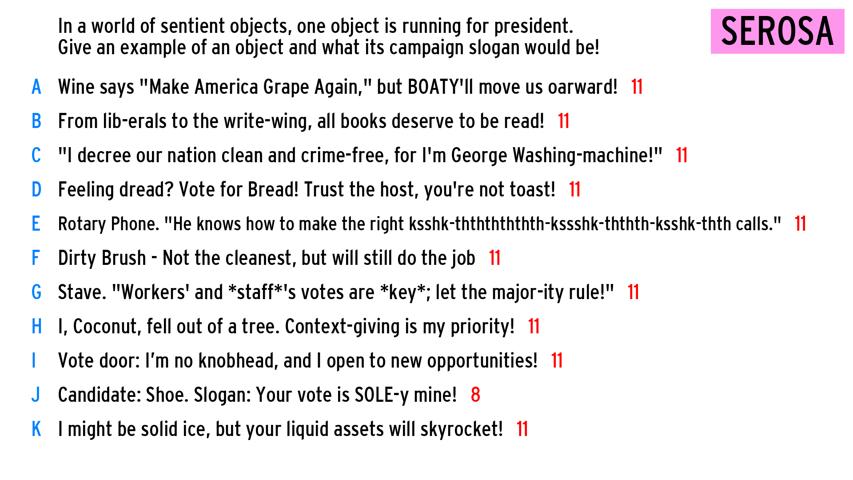 In a world of sentient objects, one object is running for president.
Give an example of an object and what its campaign slogan would be!
SEROSA
A Wine says "Make America Grape Again," but BOATY'll move us oarward! 11
B From lib-erals to the write-wing, all books deserve to be read! 11
C "I decree our nation clean and crime-free, for I'm George Washing-machine!" 11
D Feeling dread? Vote for Bread! Trust the host, you're not toast! 11
E Rotary Phone. "He knows how to make the right ksshk-thththththth-kssshk-thththth-ksshk-thth calls." 11
F Dirty Brush - Not the cleanest, but will still do the job 11
G Stave. "Workers' and *staff*'s votes are *key*; let the major-ity rule!" 11
H I, Coconut, fell out of a tree. Context-giving is my priority! 11
I Vote door: I'm no knobhead, and I open to new opportunities! 11
J Candidate: Shoe. Slogan: Your vote is SOLE-y mine! 8
K I might be solid ice, but your liquid assets will skyrocket! 11